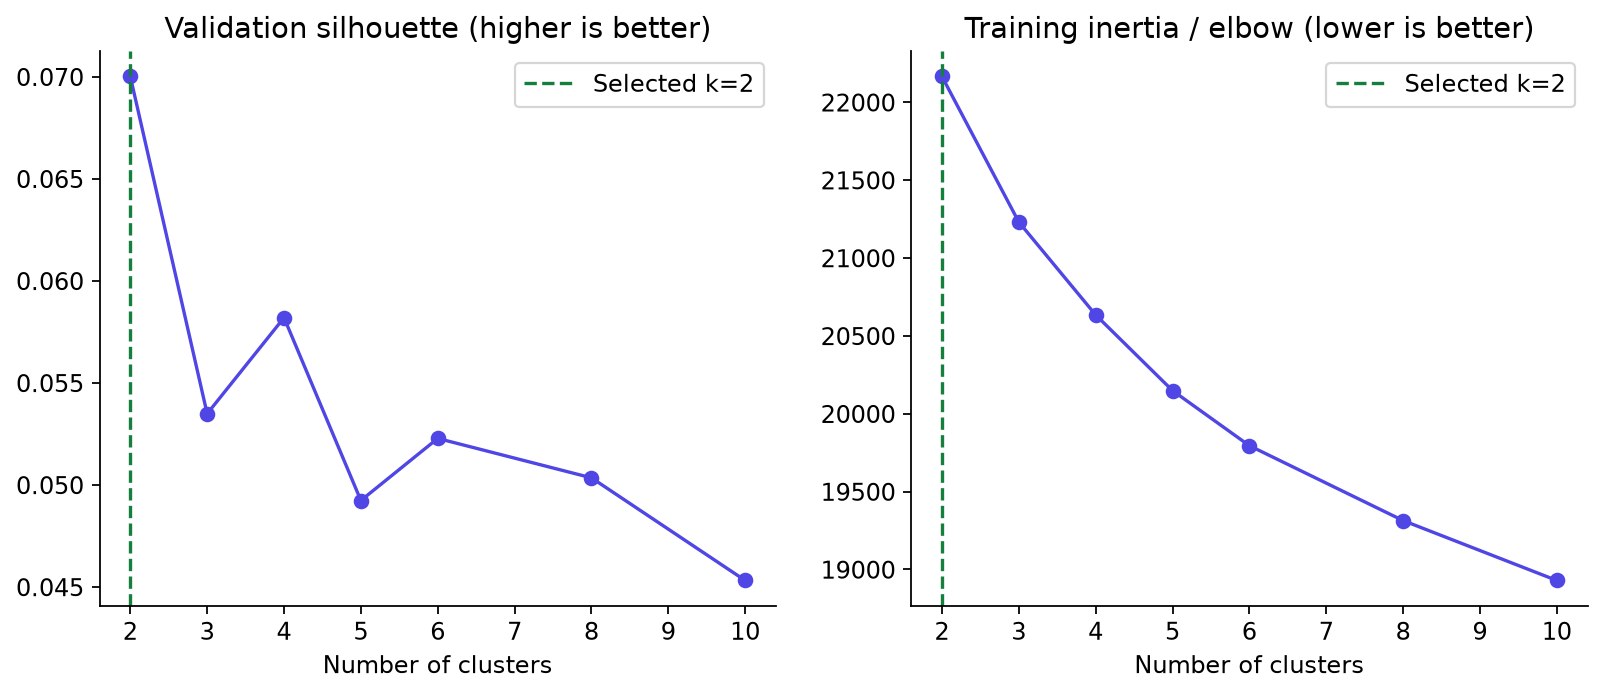 Validation silhouette (higher is better)
Selected k=2
0.070
0.065
0.060
0.055
0.050
0.045
2 3 4 5 6 7 8 9 10
Number of clusters
Training inertia / elbow (lower is better)
Selected k=2
22000
21500
21000
20500
20000
19500
19000
2 3 4 5 6 7 8 9 10
Number of clusters